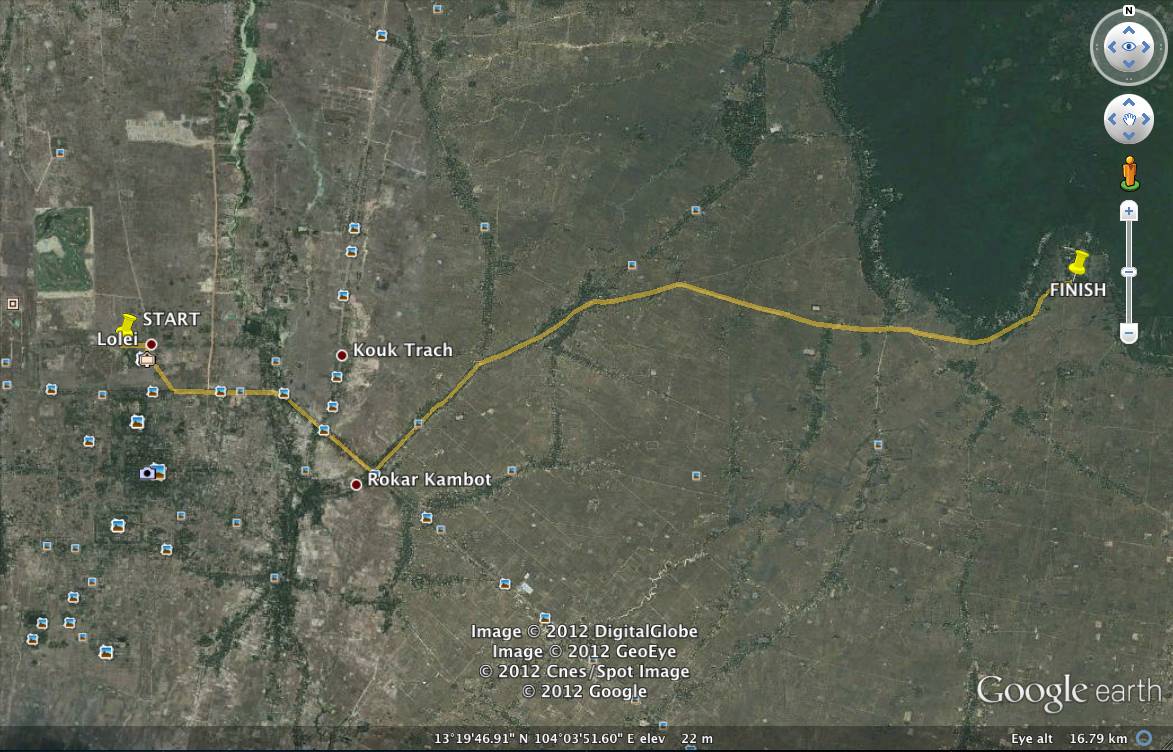 N
START
Lolei
Kouk Trach
FINISH
Rokar Kambot
Image © 2012 DigitalGlobe
Image © 2012 GeoEye
© 2012 Cnes/Spot Image
© 2012 Google
Google earth
13°19'46.91" N 104°03'51.60" E elev 22 m
Eye alt 16.79 km